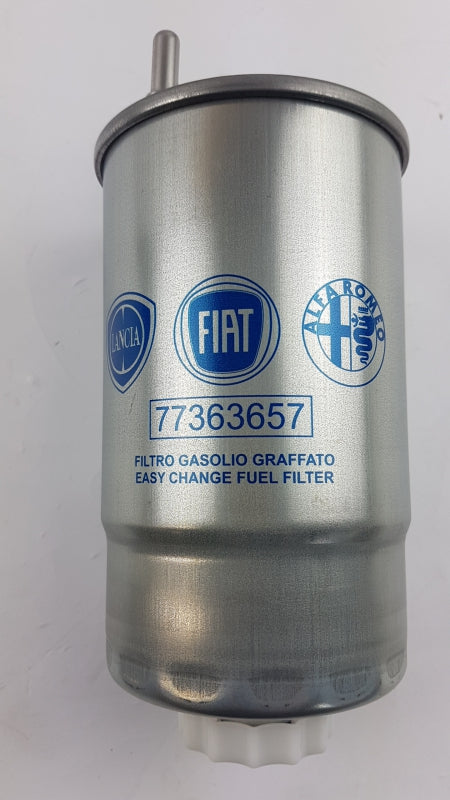 LANCIA
FIAT
ALFA ROMEO
77363657
FILTRO GASOLIO GRAFFATO
EASY CHANGE FUEL FILTER